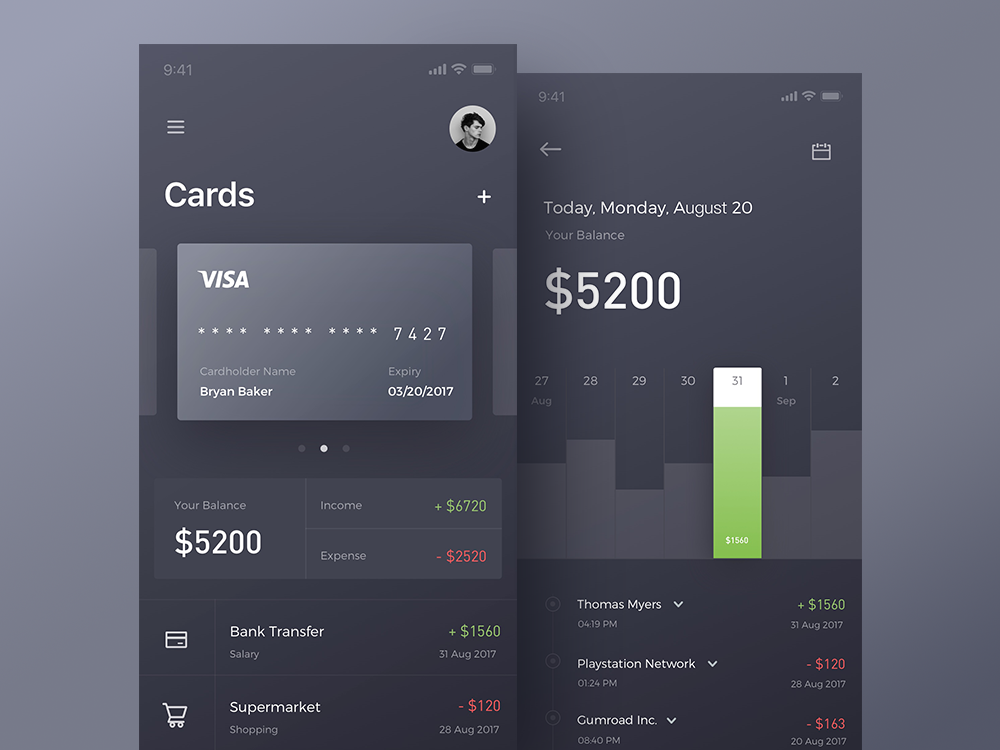 9:41
Cards
+
VISA
**** **** **** 7427
Cardholder Name Expiry
Bryan Baker 03/20/2017
Your Balance
$5200
Income + $6720
Expense - $2520
Bank Transfer + $1560
Salary 31 Aug 2017
Supermarket - $120
Shopping 28 Aug 2017
9:41
Today, Monday, August 20
Your Balance
$5200
27 28 29 30 31 1 2
Aug Sep
$1560
Thomas Myers + $1560
04:19 PM 31 Aug 2017
Playstation Network - $120
01:24 PM 28 Aug 2017
Gumroad Inc. - $163
08:40 PM 20 Aug 2017